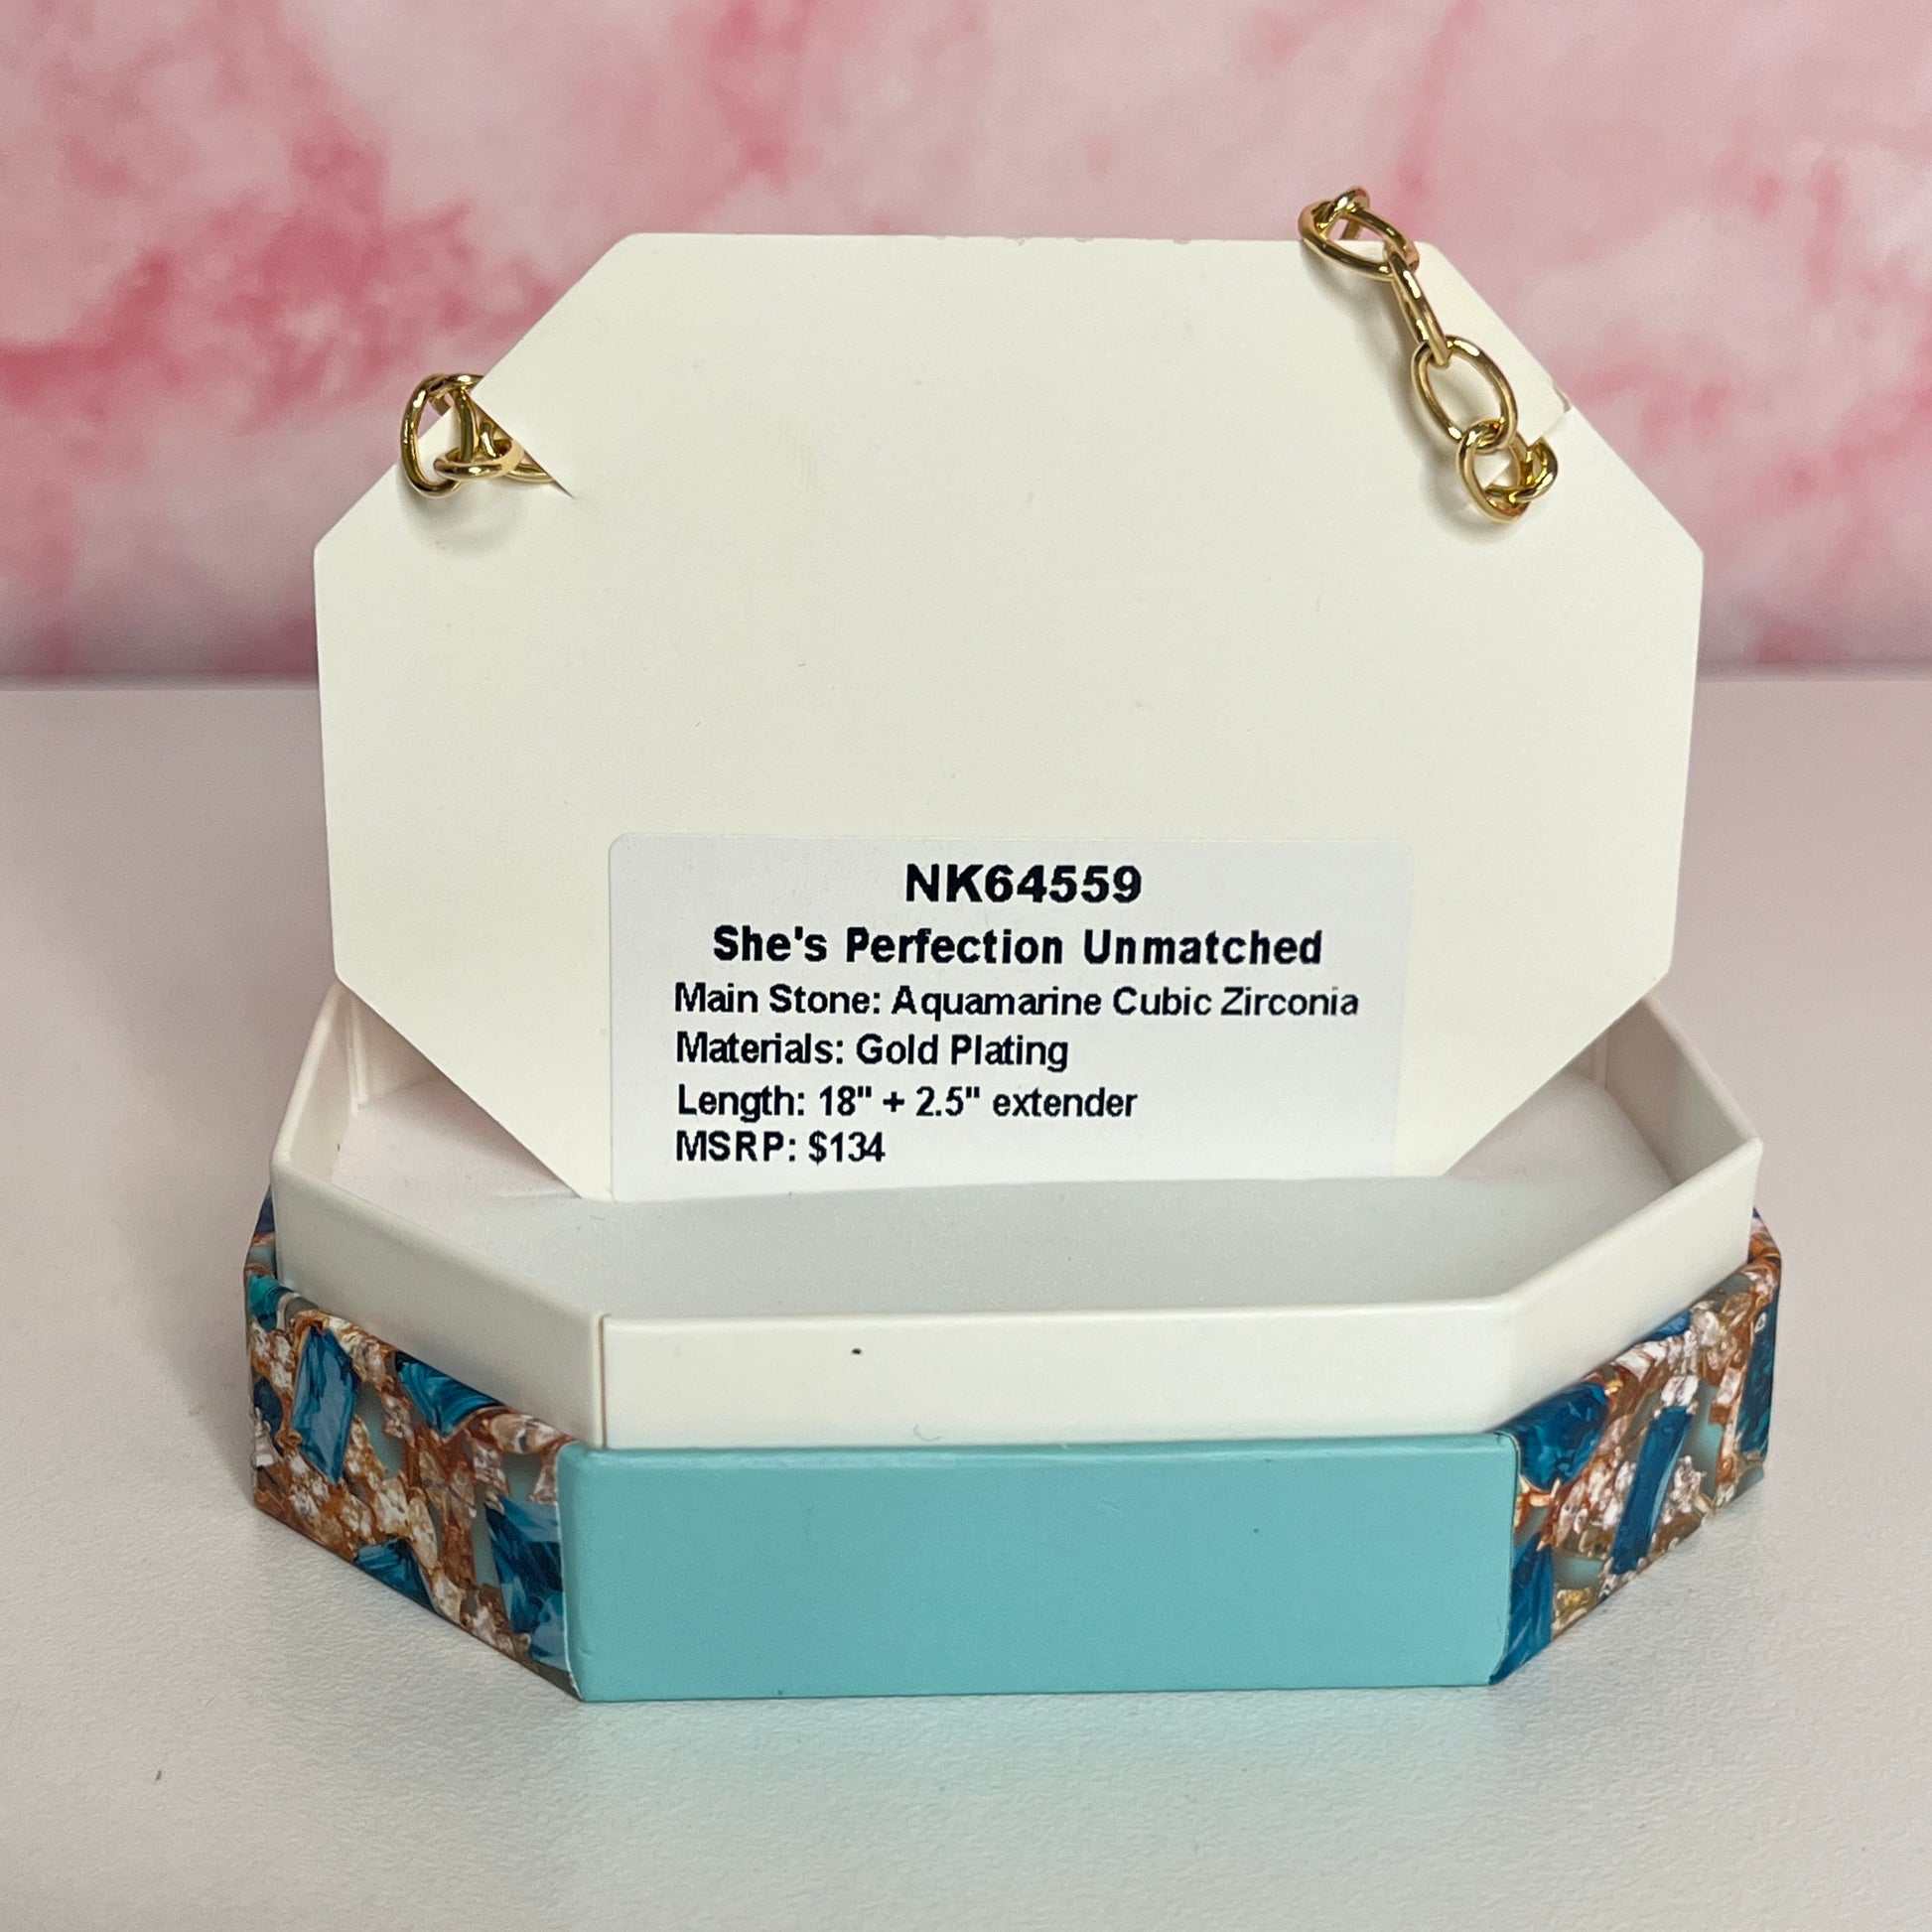 NK64559
She's Perfection Unmatched
Main Stone: Aquamarine Cubic Zirconia
Materials: Gold Plating
Length: 18" + 2.5" extender
MSRP: $134